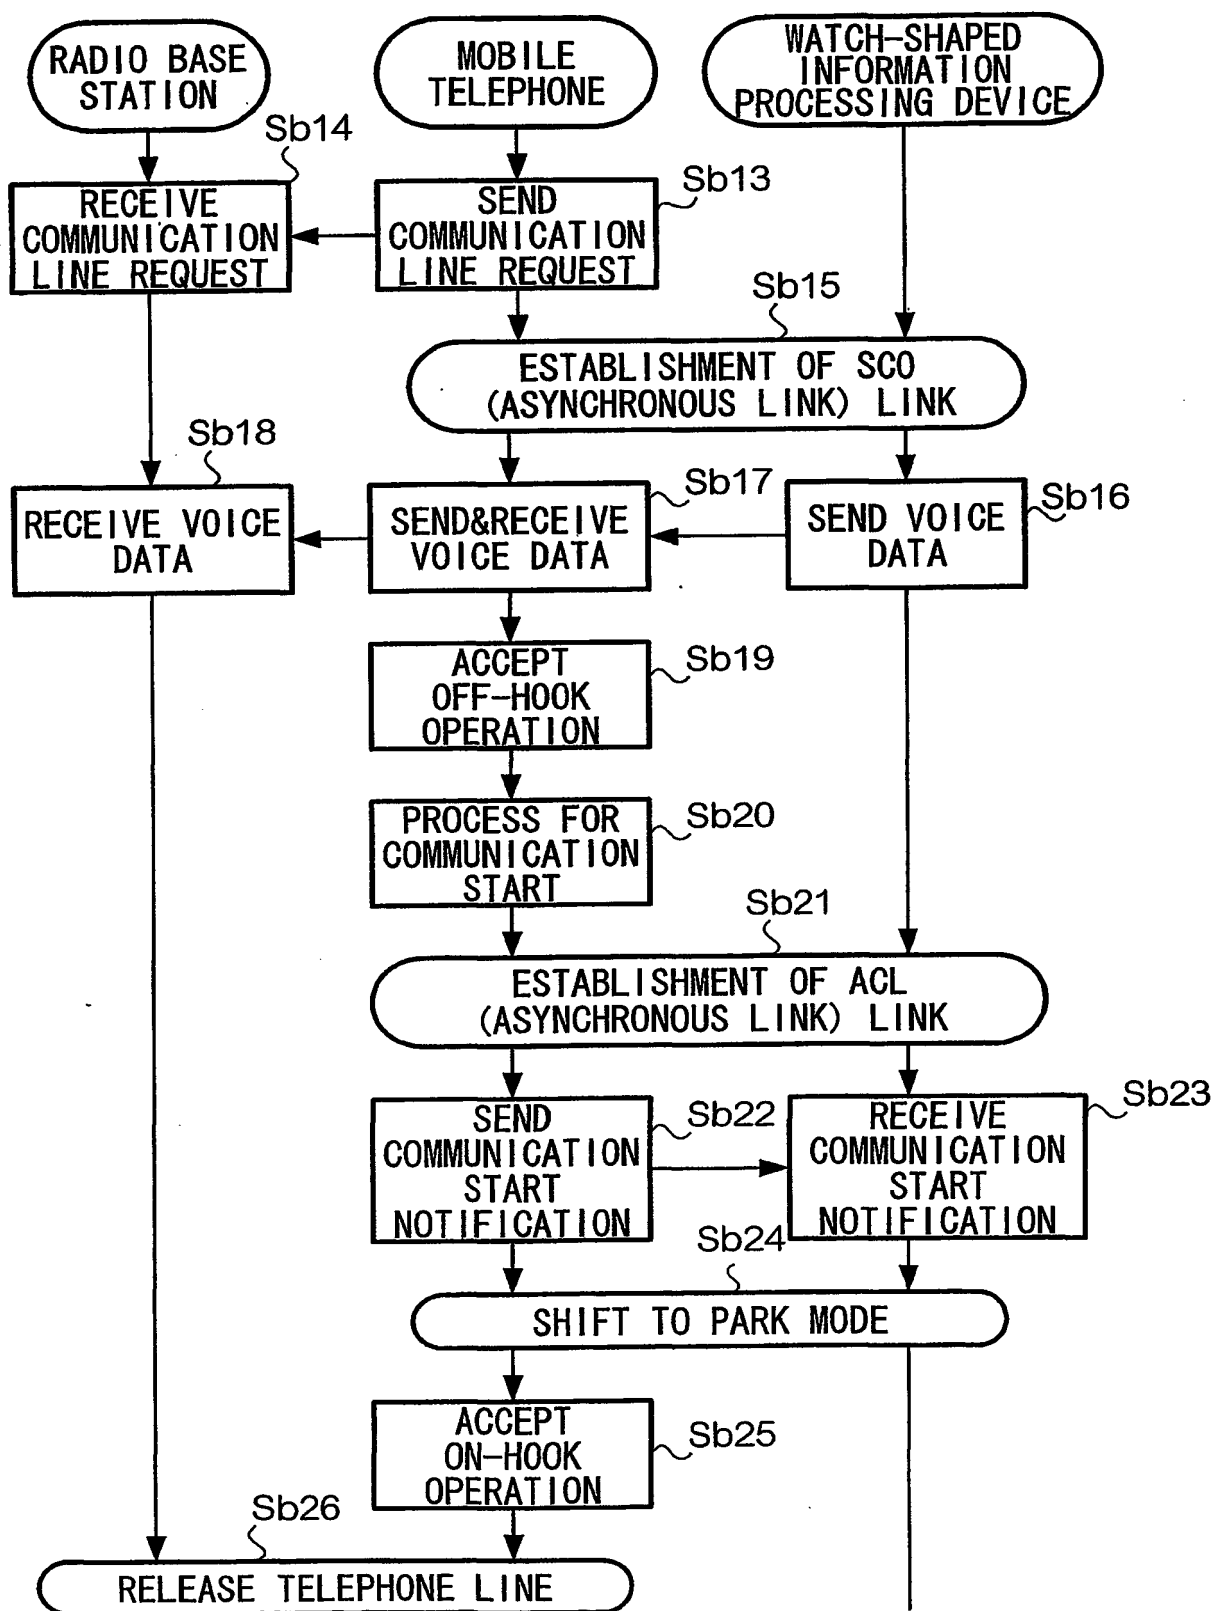 RADIO BASE
STATION
MOBILE
TELEPHONE
WATCH-SHAPED
INFORMATION
PROCESSING DEVICE
Sb14
RECEIVE
COMMUNICATION
LINE REQUEST
Sb13
SEND
COMMUNICATION
LINE REQUEST
Sb15
ESTABLISHMENT OF SCO
(ASYNCHRONOUS LINK) LINK
Sb18
RECEIVE VOICE
DATA
Sb17
SEND&RECEIVE
VOICE DATA
Sb16
SEND VOICE
DATA
Sb19
ACCEPT
OFF-HOOK
OPERATION
Sb20
PROCESS FOR
COMMUNICATION
START
Sb21
ESTABLISHMENT OF ACL
(ASYNCHRONOUS LINK) LINK
Sb22
SEND
COMMUNICATION
START
NOTIFICATION
Sb23
RECEIVE
COMMUNICATION
START
NOTIFICATION
Sb24
SHIFT TO PARK MODE
Sb25
ACCEPT
ON-HOOK
OPERATION
Sb26
RELEASE TELEPHONE LINE